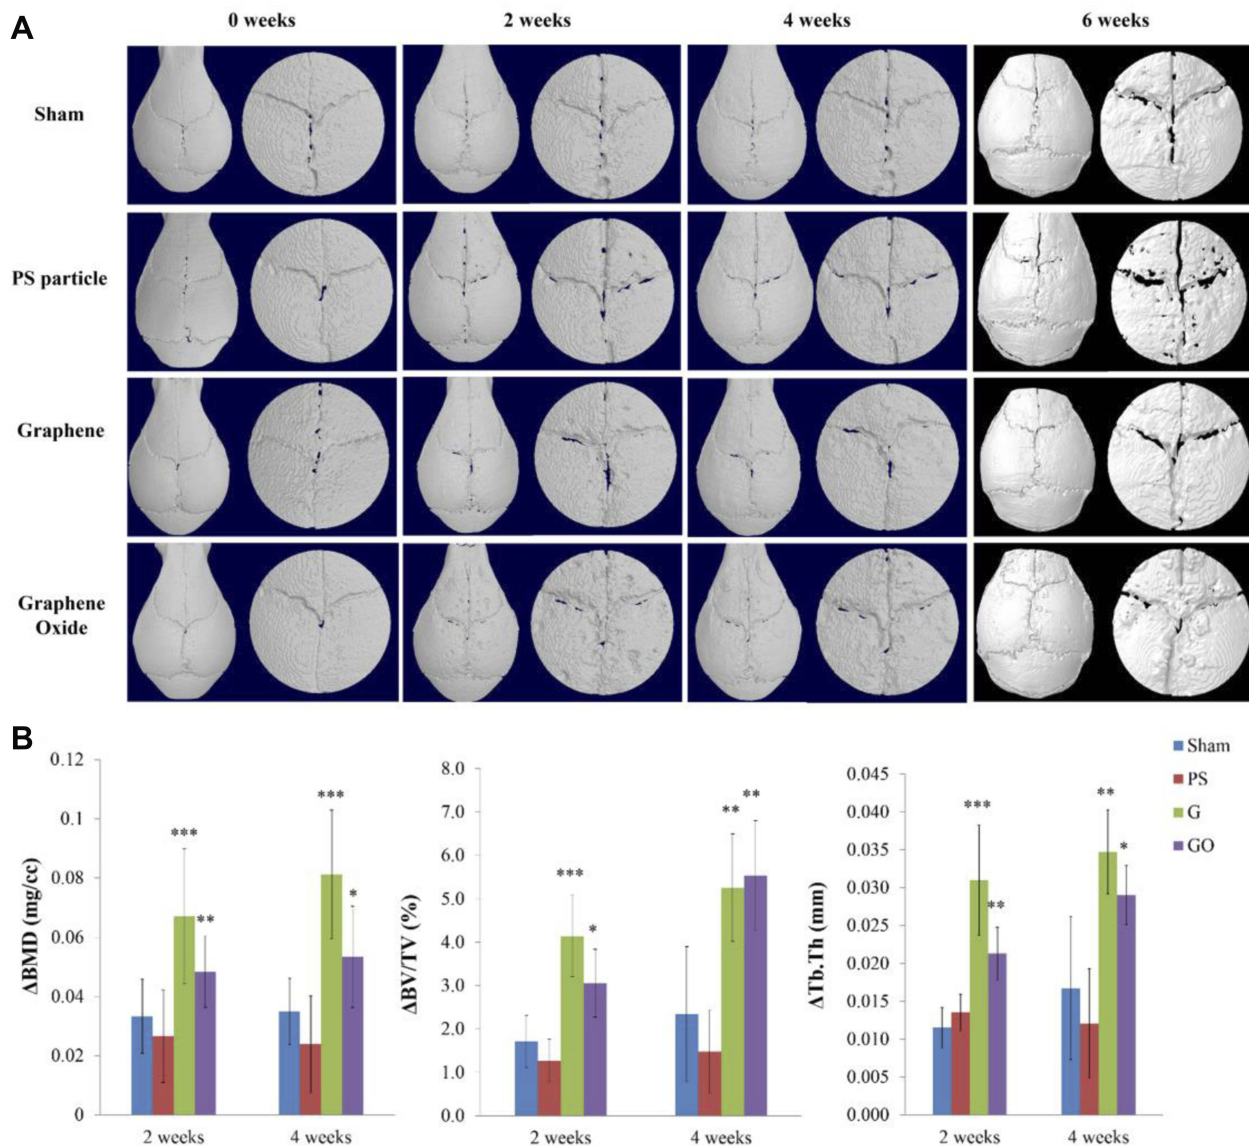 A
0 weeks 2 weeks 4 weeks 6 weeks
Sham
PS particle
Graphene
Graphene
Oxide
B
ΔBMD (mg/cc)
0.12
0.1
0.08
0.06
0.04
0.02
0
*** ** *** *
2 weeks 4 weeks
ΔBV/TV (%)
8.0
7.0
6.0
5.0
4.0
3.0
2.0
1.0
0.0
*** * ** **
2 weeks 4 weeks
ΔTb.Th (mm)
0.045
0.040
0.035
0.030
0.025
0.020
0.015
0.010
0.005
0.000
*** ** ** *
2 weeks 4 weeks
Sham
PS
G
GO